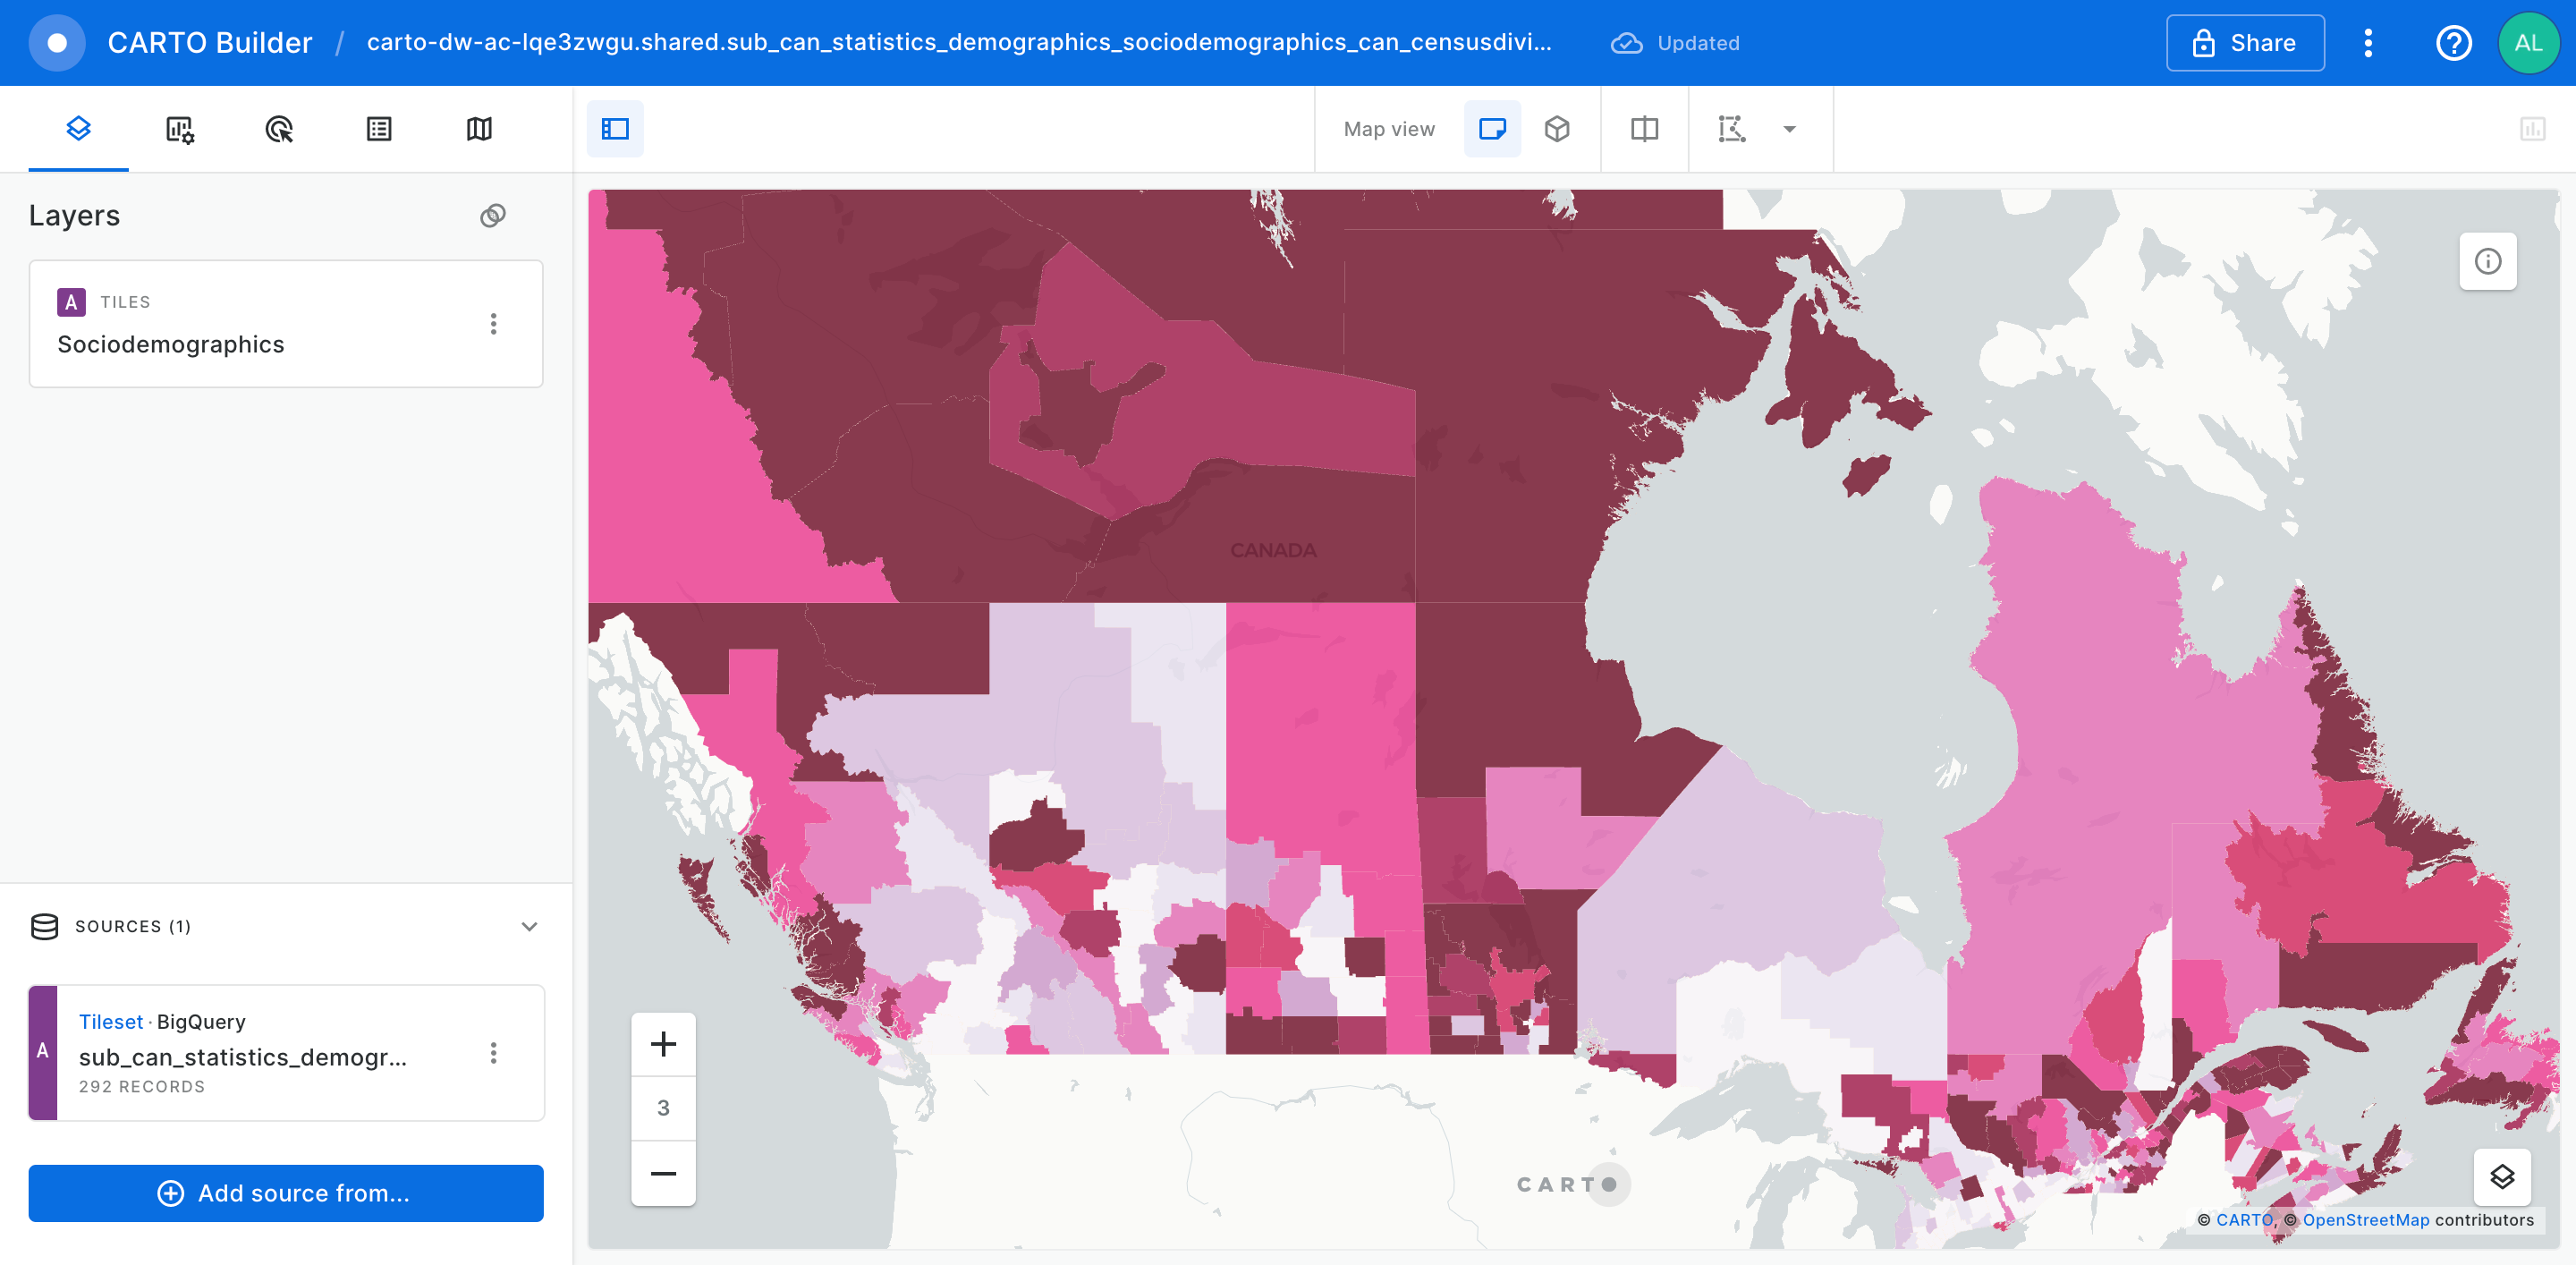 CARTO Builder / carto-dw-ac-lqe3zwgu.shared.sub_can_statistics_demographics_sociodemographics_can_censusdivi... Updated Share AL
Map view
Layers
A TILES
Sociodemographics
CANADA
SOURCES (1)
A
Tileset · BigQuery
sub_can_statistics_demogr...
292 RECORDS
Add source from...
3
CARTO
© CARTO, © OpenStreetMap contributors